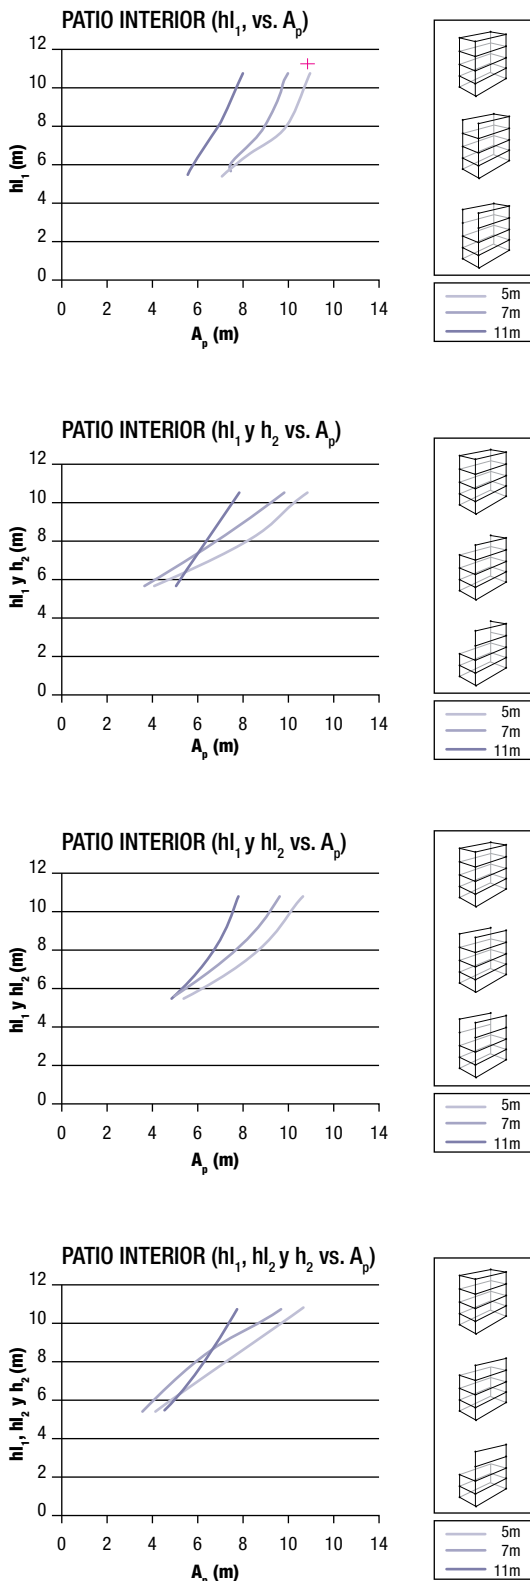 PATIO INTERIOR (hl₁, vs. Aₚ)
12
10
8
6
4
2
0
hl₁ (m)
0 2 4 6 8 10 12 14
Aₚ (m)
5m
7m
11m
PATIO INTERIOR (hl₁ y h₂ vs. Aₚ)
12
10
8
6
4
2
0
hl₁ y h₂ (m)
0 2 4 6 8 10 12 14
Aₚ (m)
5m
7m
11m
PATIO INTERIOR (hl₁ y hl₂ vs. Aₚ)
12
10
8
6
4
2
0
hl₁ y hl₂ (m)
0 2 4 6 8 10 12 14
Aₚ (m)
5m
7m
11m
PATIO INTERIOR (hl₁, hl₂ y h₂ vs. Aₚ)
12
10
8
6
4
2
0
hl₁, hl₂ y h₂ (m)
0 2 4 6 8 10 12 14
Aₚ (m)
5m
7m
11m